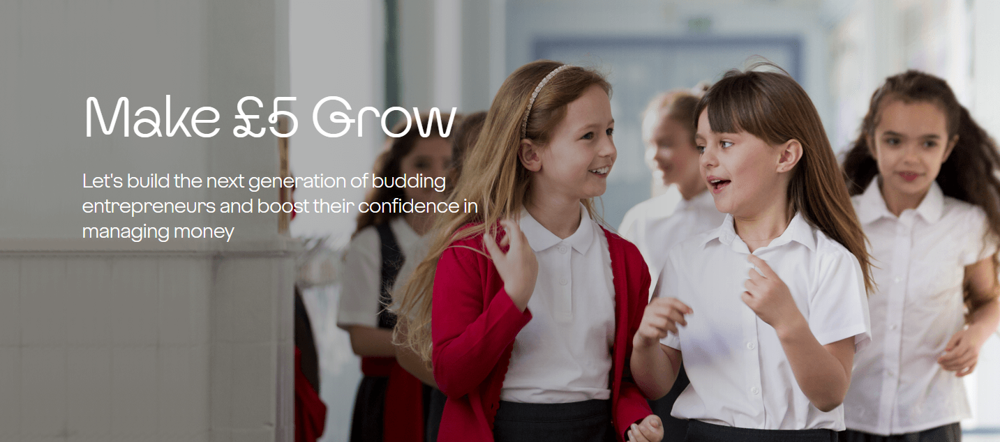 Make £5 Grow
Let's build the next generation of budding
entrepreneurs and boost their confidence in
managing money